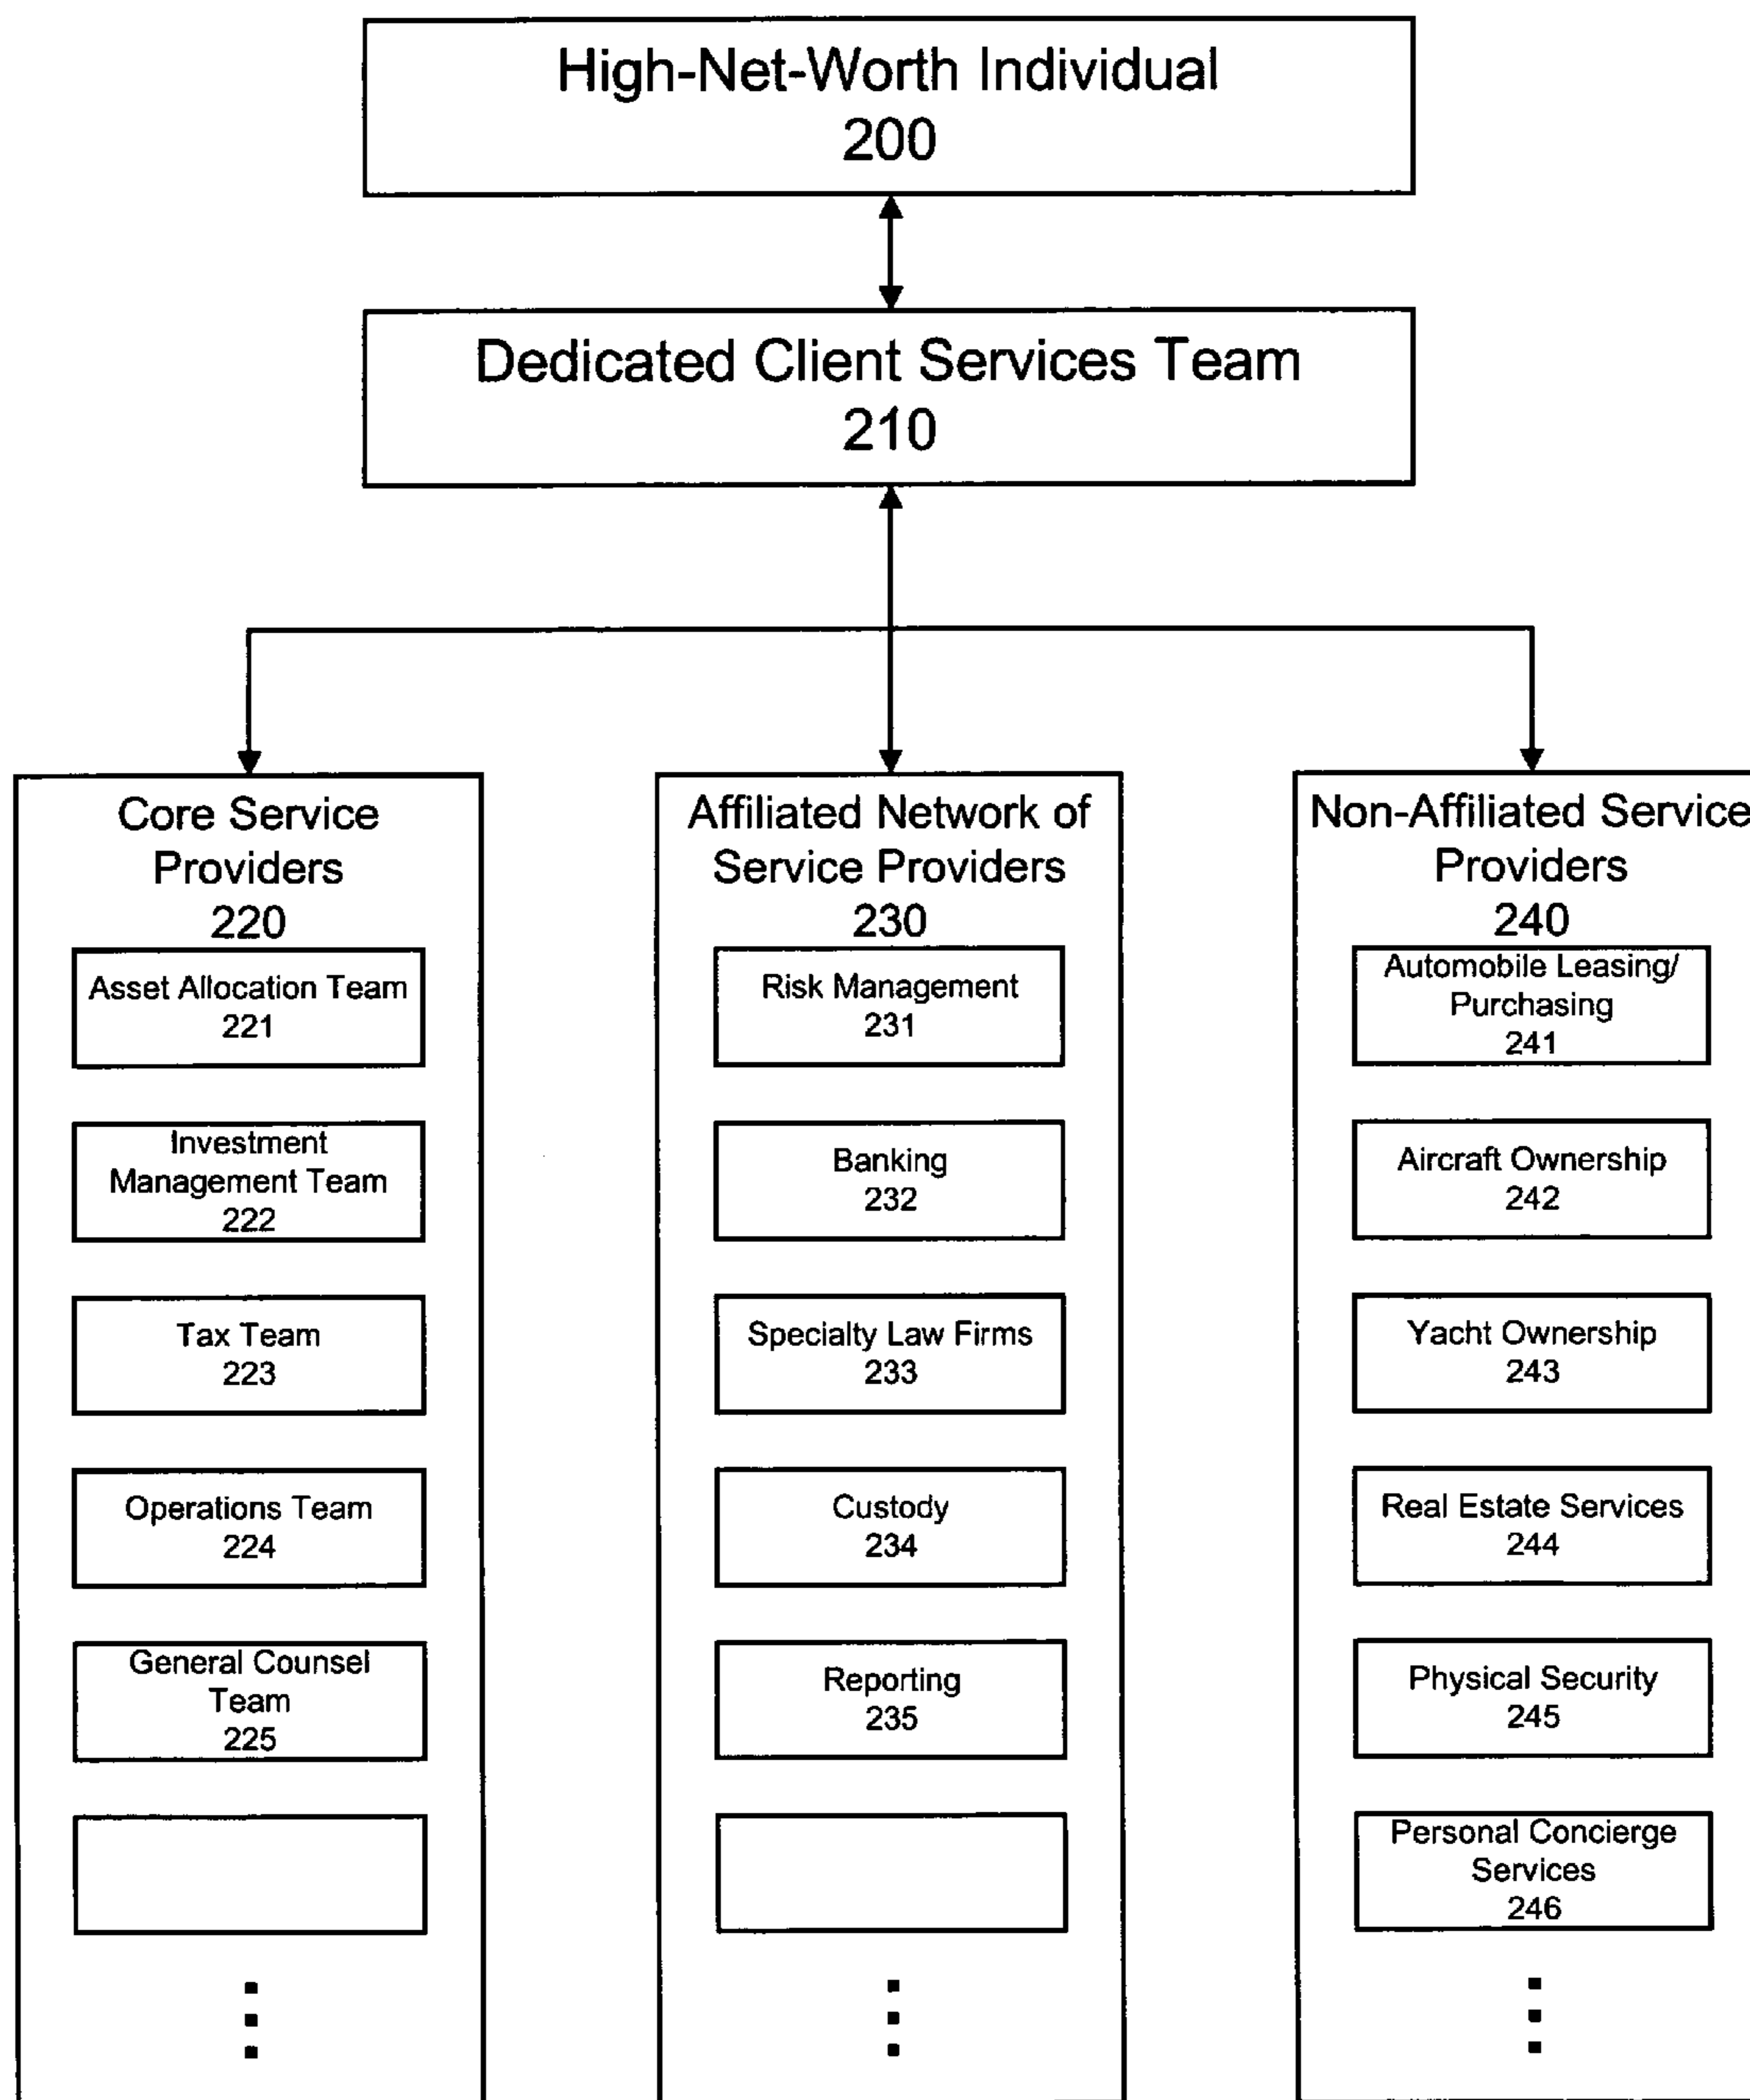 High-Net-Worth Individual
200
Dedicated Client Services Team
210
Core Service
Providers
220
Asset Allocation Team
221
Investment
Management Team
222
Tax Team
223
Operations Team
224
General Counsel
Team
225
Affiliated Network of
Service Providers
230
Risk Management
231
Banking
232
Specialty Law Firms
233
Custody
234
Reporting
235
Non-Affiliated Service
Providers
240
Automobile Leasing/
Purchasing
241
Aircraft Ownership
242
Yacht Ownership
243
Real Estate Services
244
Physical Security
245
Personal Concierge
Services
246